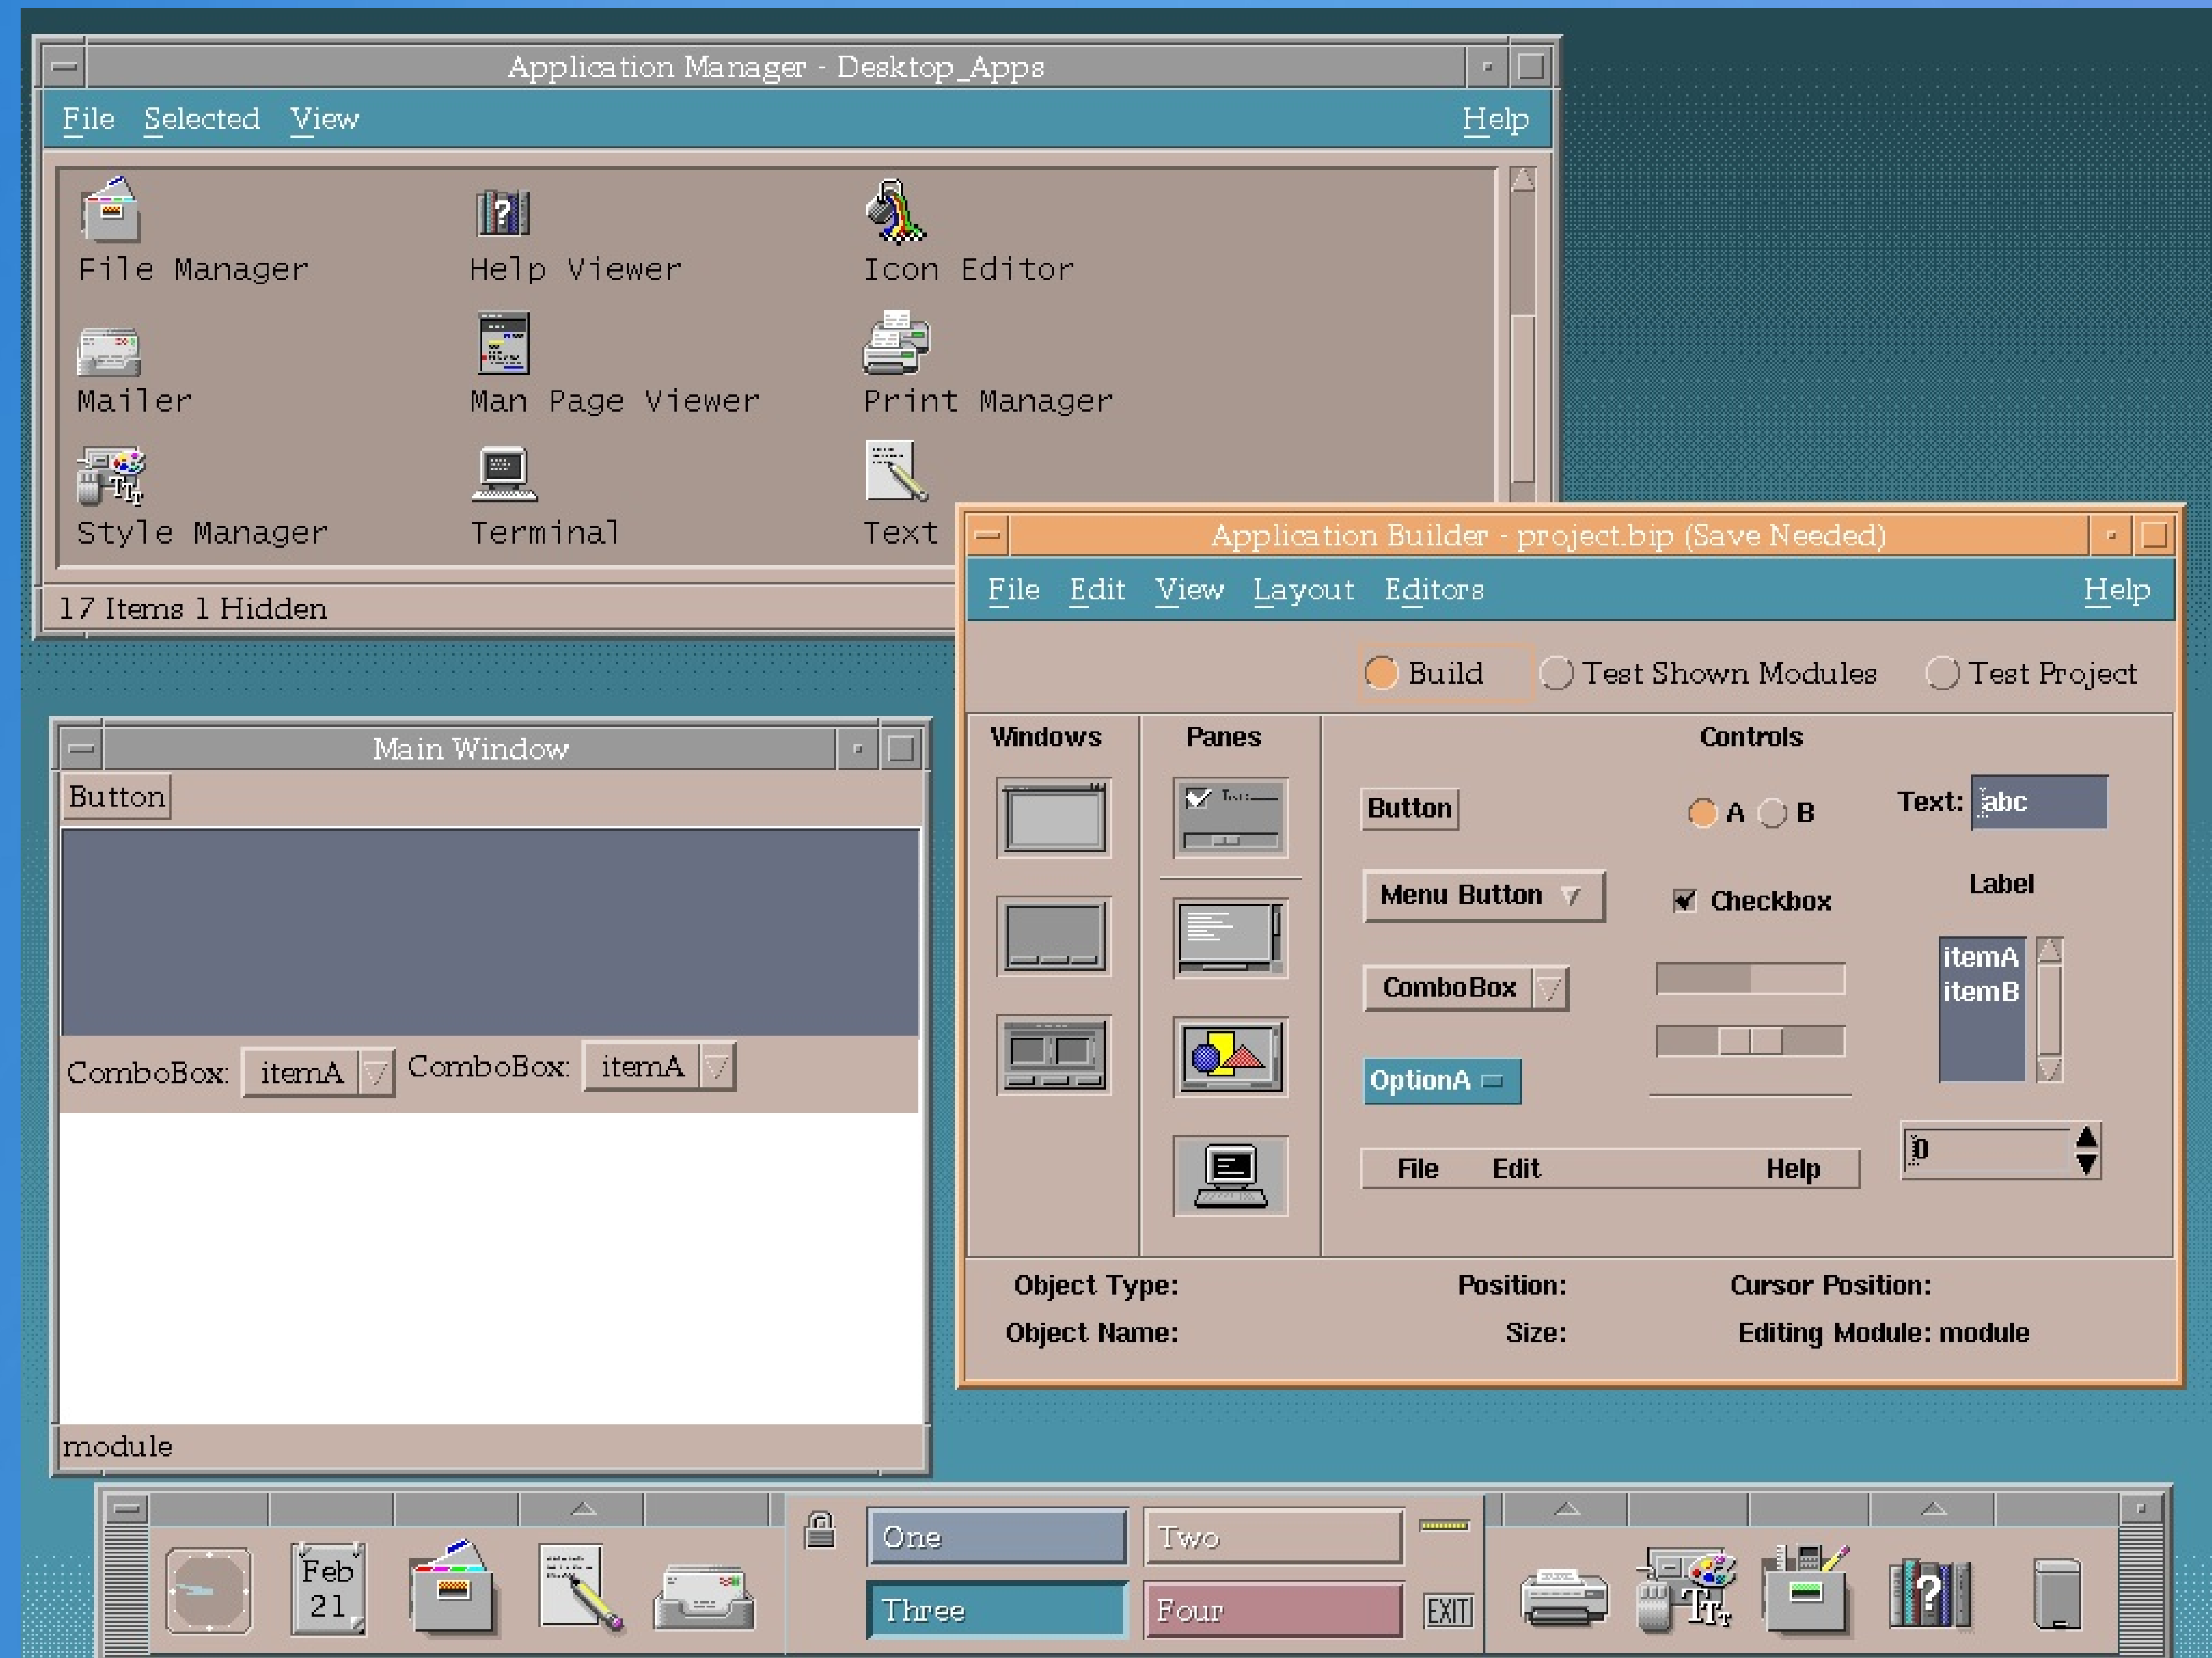 Application Manager - Desktop_Apps
File Selected View Help
File Manager Help Viewer Icon Editor
Mailer Man Page Viewer Print Manager
Style Manager Terminal Text
17 Items 1 Hidden
Application Builder - project.bip (Save Needed)
File Edit View Layout Editors Help
Build Test Shown Modules Test Project
Windows Panes Controls
Button A B Text: abc
Menu Button Checkbox Label
ComboBox itemA
itemB
OptionA
File Edit Help 0
Object Type: Position: Cursor Position:
Object Name: Size: Editing Module: module
Main Window
Button
ComboBox: itemA ComboBox: itemA
module
Feb
21
One Two
Three Four EXIT